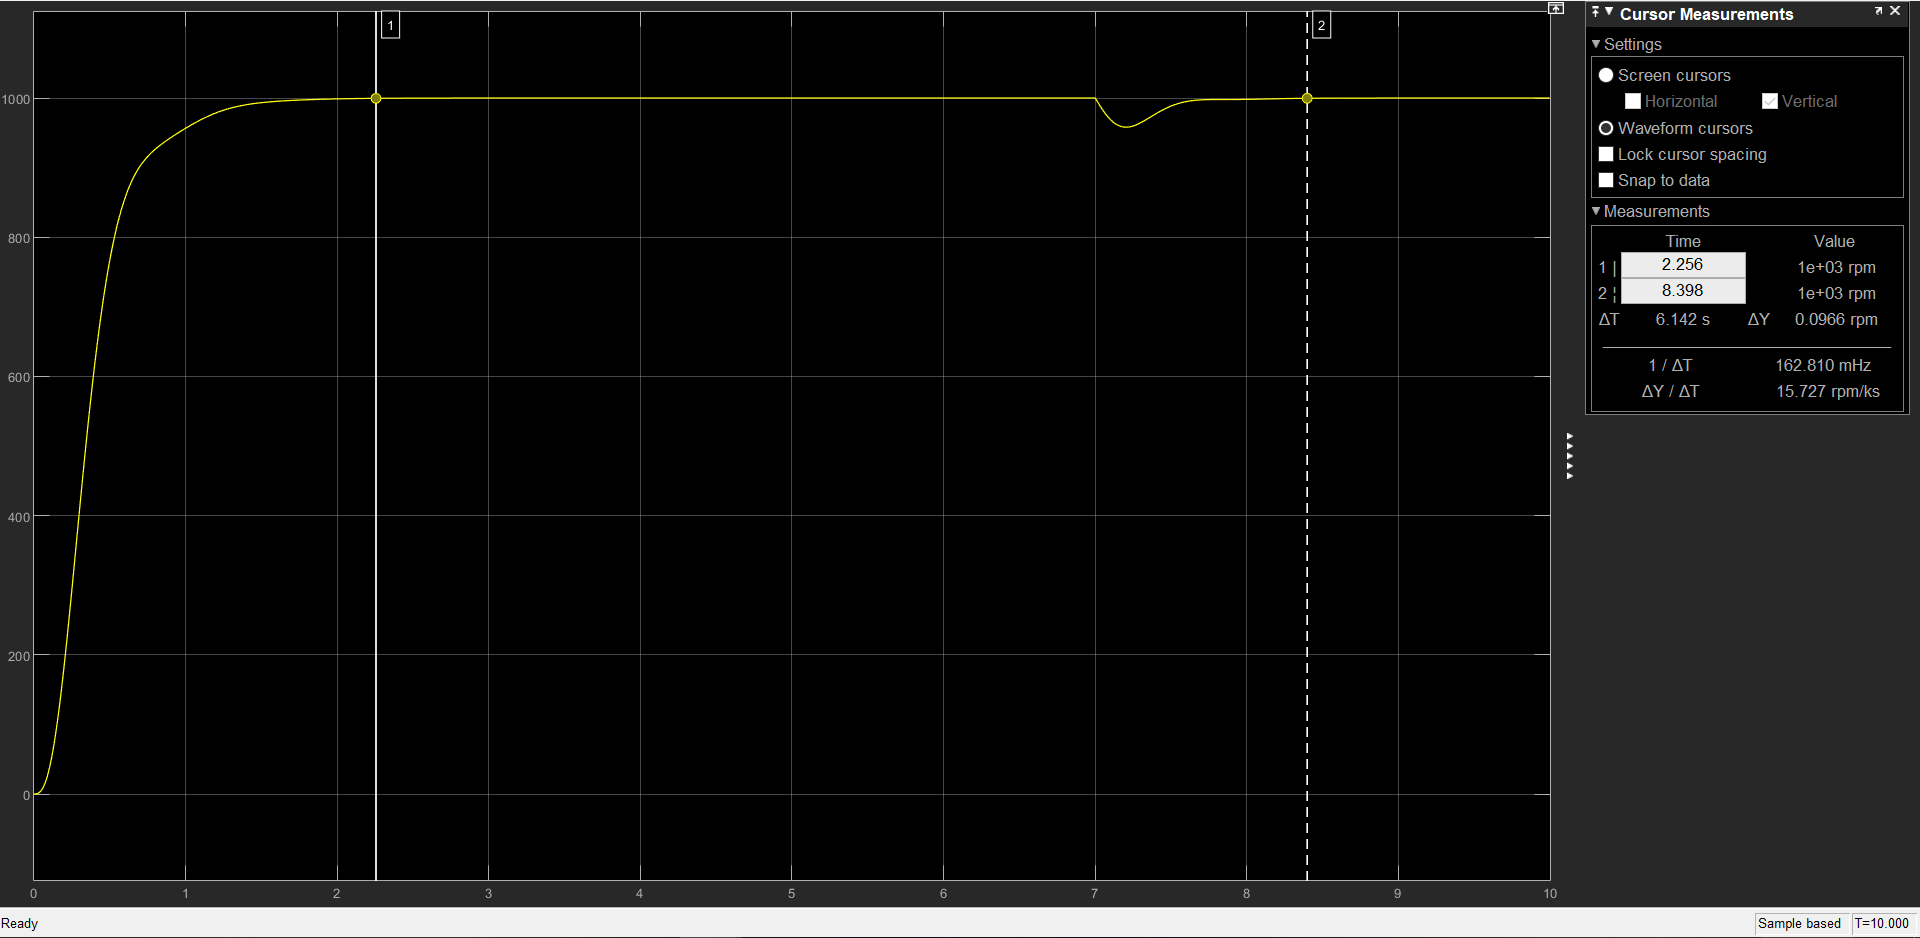 1
2
1000
800
600
400
200
0
0 1 2 3 4 5 6 7 8 9 10
Cursor Measurements
Settings
Screen cursors
Horizontal Vertical
Waveform cursors
Lock cursor spacing
Snap to data
Measurements
Time Value
1 | 2.256 1e+03 rpm
2 ¦ 8.398 1e+03 rpm
ΔT 6.142 s ΔY 0.0966 rpm
1 / ΔT 162.810 mHz
ΔY / ΔT 15.727 rpm/ks
Ready
Sample based T=10.000